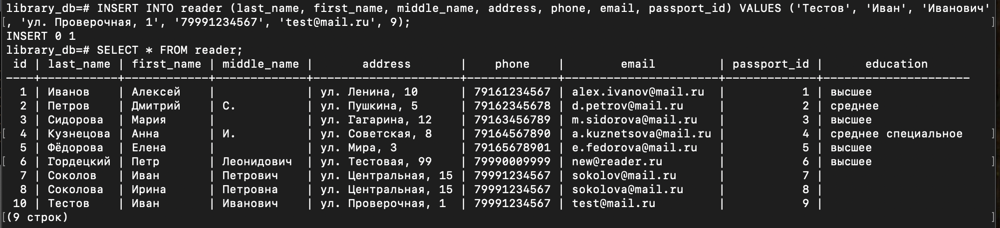 library_db=# INSERT INTO reader (last_name, first_name, middle_name, address, phone, email, passport_id) VALUES ('Тестов', 'Иван', 'Иванович'
[, 'ул. Проверочная, 1', '79991234567', 'test@mail.ru', 9); ]
INSERT 0 1
library_db=# SELECT * FROM reader;
 id | last_name | first_name | middle_name |       address       |    phone    |        email         | passport_id |      education
----+-----------+------------+-------------+---------------------+-------------+----------------------+-------------+---------------------
  1 | Иванов    | Алексей    |             | ул. Ленина, 10      | 79161234567 | alex.ivanov@mail.ru  |           1 | высшее
  2 | Петров    | Дмитрий    | С.          | ул. Пушкина, 5      | 79162345678 | d.petrov@mail.ru     |           2 | среднее
  3 | Сидорова  | Мария      |             | ул. Гагарина, 12    | 79163456789 | m.sidorova@mail.ru   |           3 | высшее
[ 4 | Кузнецова | Анна       | И.          | ул. Советская, 8    | 79164567890 | a.kuznetsova@mail.ru |           4 | среднее специальное ]
  5 | Фёдорова  | Елена      |             | ул. Мира, 3         | 79165678901 | e.fedorova@mail.ru   |           5 | высшее
[ 6 | Гордецкий | Петр       | Леонидович  | ул. Тестовая, 99    | 79990009999 | new@reader.ru        |           6 | высшее ]
  7 | Соколов   | Иван       | Петрович    | ул. Центральная, 15 | 79991234567 | sokolov@mail.ru      |           7 |
  8 | Соколова  | Ирина      | Петровна    | ул. Центральная, 15 | 79991234567 | sokolova@mail.ru     |           8 |
 10 | Тестов    | Иван       | Иванович    | ул. Проверочная, 1  | 79991234567 | test@mail.ru         |           9 |
[(9 строк) ]